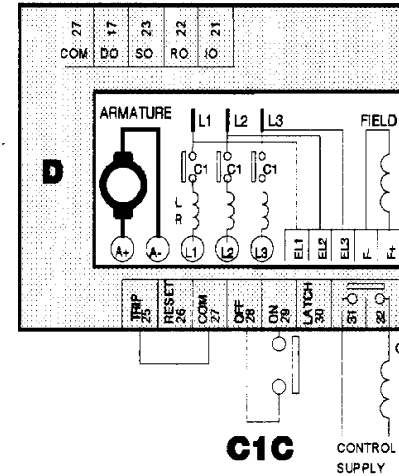 27 17 23 22 21
COM DO SO RO IO
ARMATURE L1 L2 L3 FIELD
C1 C1 C1
D
L
R
A+ A- L1 L2 L3 EL1 EL2 EL3 F- F+
TRIP 25 RESET 26 COM 27 OFF 28 ON 29 LATCH 30 31 32
C1C
CONTROL
SUPPLY